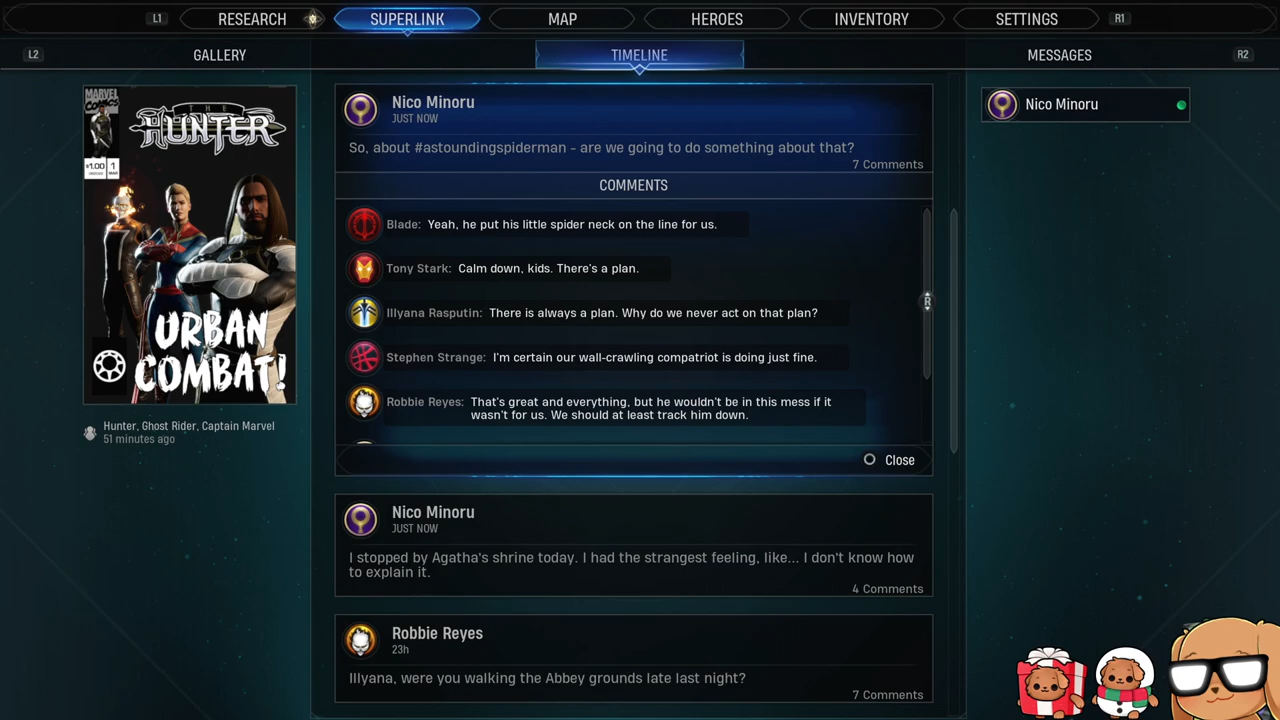 L1
RESEARCH
SUPERLINK
MAP
HEROES
INVENTORY
SETTINGS
R1
L2
GALLERY
TIMELINE
MESSAGES
R2
MARVEL
COMICS
THE
HUNTER
$1.00
1
URBAN
COMBAT!
Hunter, Ghost Rider, Captain Marvel
51 minutes ago
Nico Minoru
JUST NOW
So, about #astoundingspiderman - are we going to do something about that?
7 Comments
COMMENTS
Blade: Yeah, he put his little spider neck on the line for us.
Tony Stark: Calm down, kids. There's a plan.
Illyana Rasputin: There is always a plan. Why do we never act on that plan?
Stephen Strange: I'm certain our wall-crawling compatriot is doing just fine.
Robbie Reyes: That's great and everything, but he wouldn't be in this mess if it
wasn't for us. We should at least track him down.
R
Close
Nico Minoru
JUST NOW
I stopped by Agatha's shrine today. I had the strangest feeling, like... I don't know how
to explain it.
4 Comments
Robbie Reyes
23h
Illyana, were you walking the Abbey grounds late last night?
7 Comments
Nico Minoru